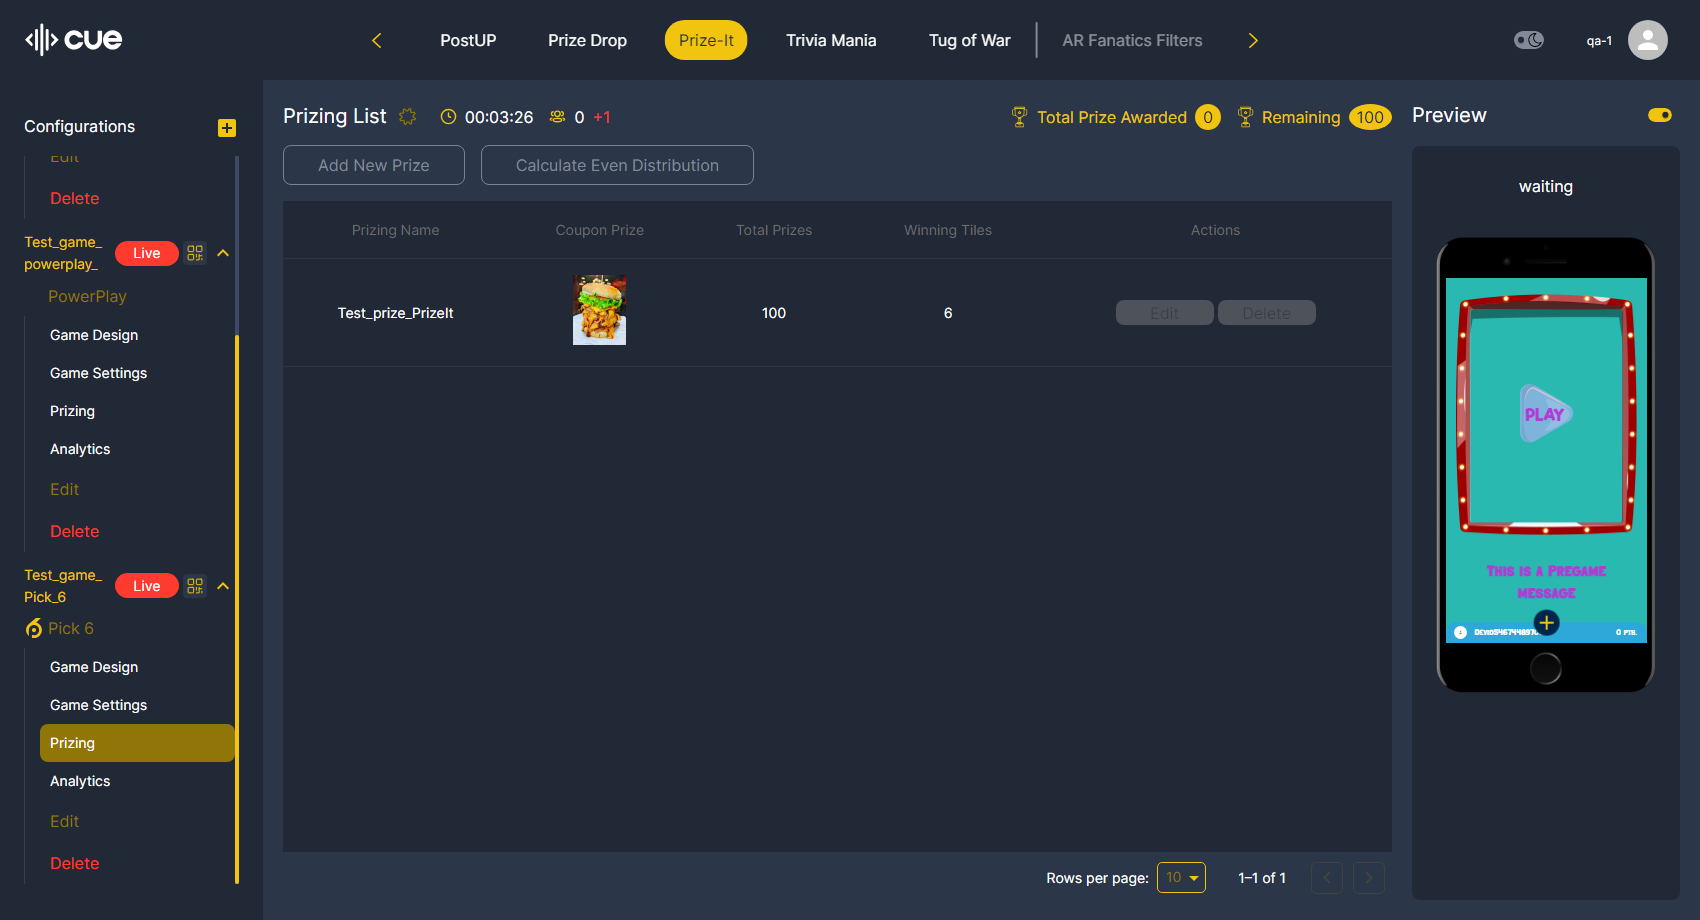 cue
PostUP
Prize Drop
Prize-It
Trivia Mania
Tug of War
AR Fanatics Filters
qa-1
Configurations
Edit
Delete
Test_game_
powerplay_
Live
PowerPlay
Game Design
Game Settings
Prizing
Analytics
Edit
Delete
Test_game_
Pick_6
Live
Pick 6
Game Design
Game Settings
Prizing
Analytics
Edit
Delete
Prizing List
00:03:26
0 +1
Total Prize Awarded 0
Remaining 100
Add New Prize
Calculate Even Distribution
Prizing Name
Coupon Prize
Total Prizes
Winning Tiles
Actions
Test_prize_PrizeIt
100
6
Edit
Delete
Rows per page: 10
1–1 of 1
Preview
waiting
PLAY
This is a Pregame
message
0 pts.